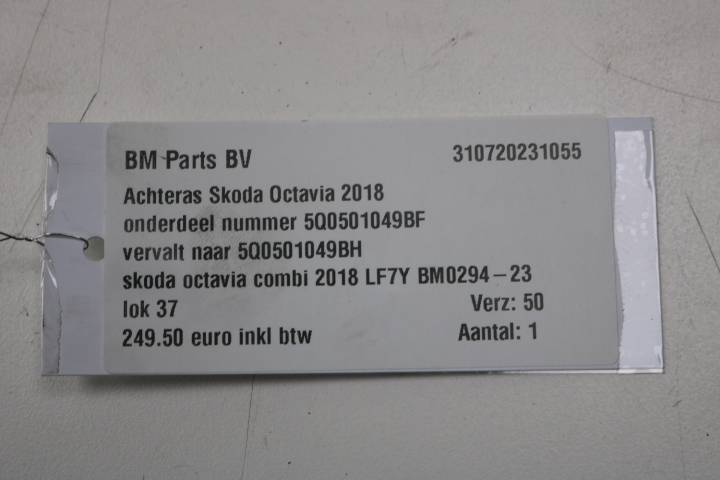 BM Parts BV 310720231055
Achteras Skoda Octavia 2018
onderdeel nummer 5Q0501049BF
vervalt naar 5Q0501049BH
skoda octavia combi 2018 LF7Y BM0294-23
lok 37 Verz: 50
249.50 euro inkl btw Aantal: 1